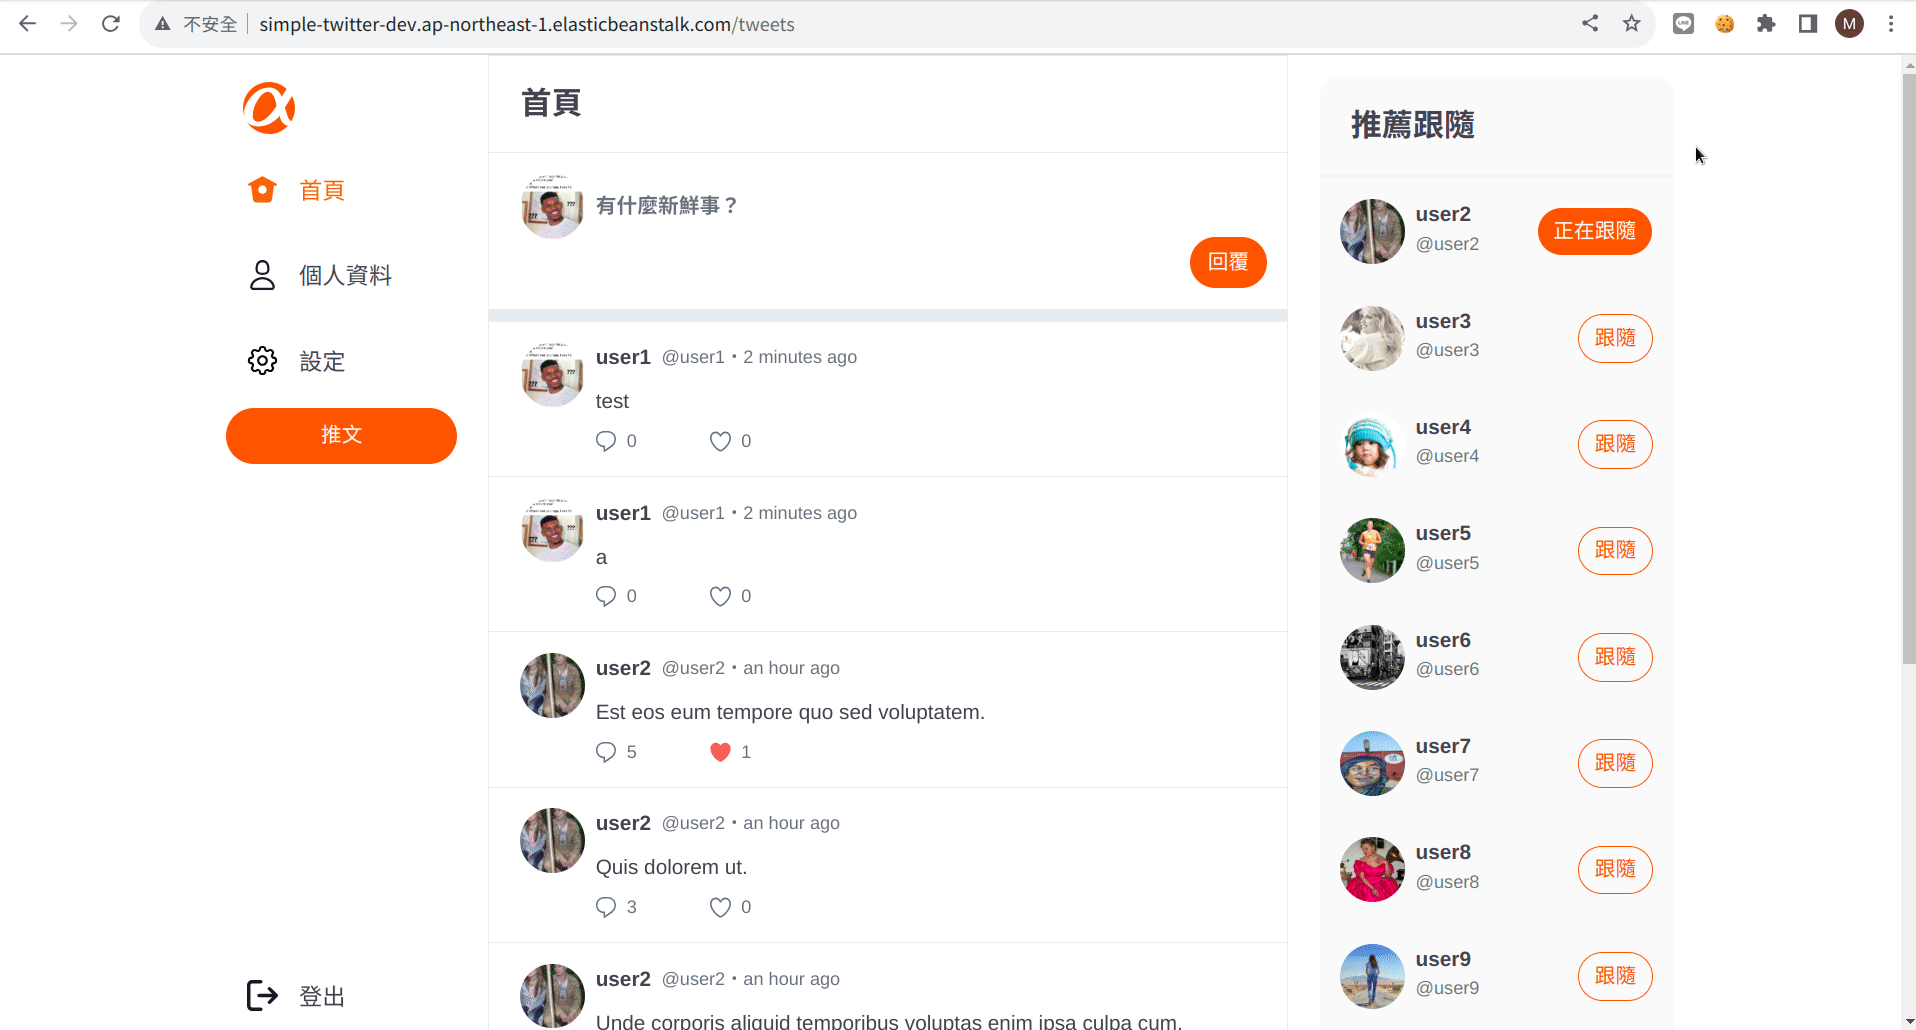 不安全 simple-twitter-dev.ap-northeast-1.elasticbeanstalk.com/tweets
M
首頁
個人資料
設定
推文
登出
首頁
有什麼新鮮事？
回覆
user1 @user1・2 minutes ago
test
0 0
user1 @user1・2 minutes ago
a
0 0
user2 @user2・an hour ago
Est eos eum tempore quo sed voluptatem.
5 1
user2 @user2・an hour ago
Quis dolorem ut.
3 0
user2 @user2・an hour ago
Unde corporis aliquid temporibus voluptas enim ipsa culpa cum.
推薦跟隨
user2
@user2
正在跟隨
user3
@user3
跟隨
user4
@user4
跟隨
user5
@user5
跟隨
user6
@user6
跟隨
user7
@user7
跟隨
user8
@user8
跟隨
user9
@user9
跟隨